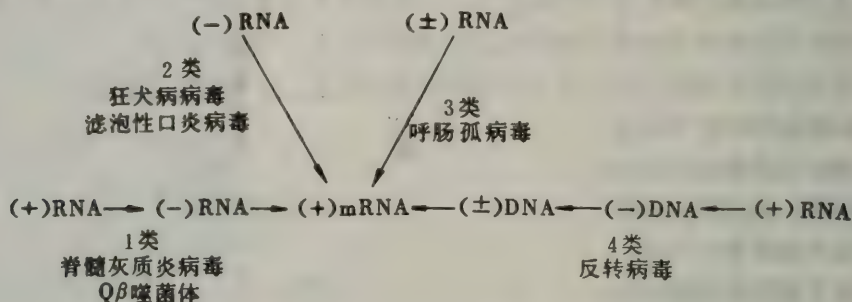 (-)RNA (±) RNA
2 类
狂犬病病毒
滤泡性口炎病毒
3类
呼肠孤病毒
(+)RNA (-)RNA (+)mRNA (±)DNA (-)DNA (+)RNA
1类
脊髓灰质炎病毒
Qβ噬菌体
4类
反转病毒